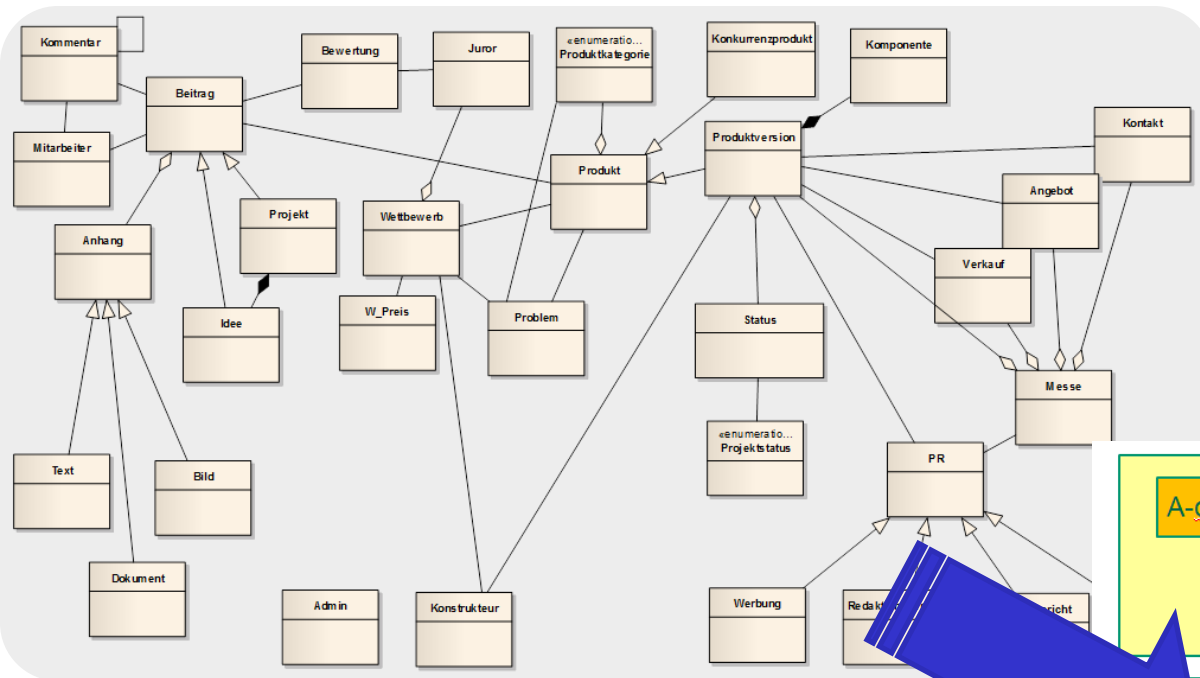 Kommentar
Bewertung
Juror
«enumeratio...
Produktkategorie
Konkurrenzprodukt
Komponente
Beitrag
Mitarbeiter
Produktversion
Kontakt
Produkt
Angebot
Projekt
Wettbewerb
Anhang
Verkauf
W_Preis
Idee
Problem
Status
Messe
«enumeratio...
Projektstatus
PR
Text
Bild
Dokument
Admin
Konstrukteur
Werbung